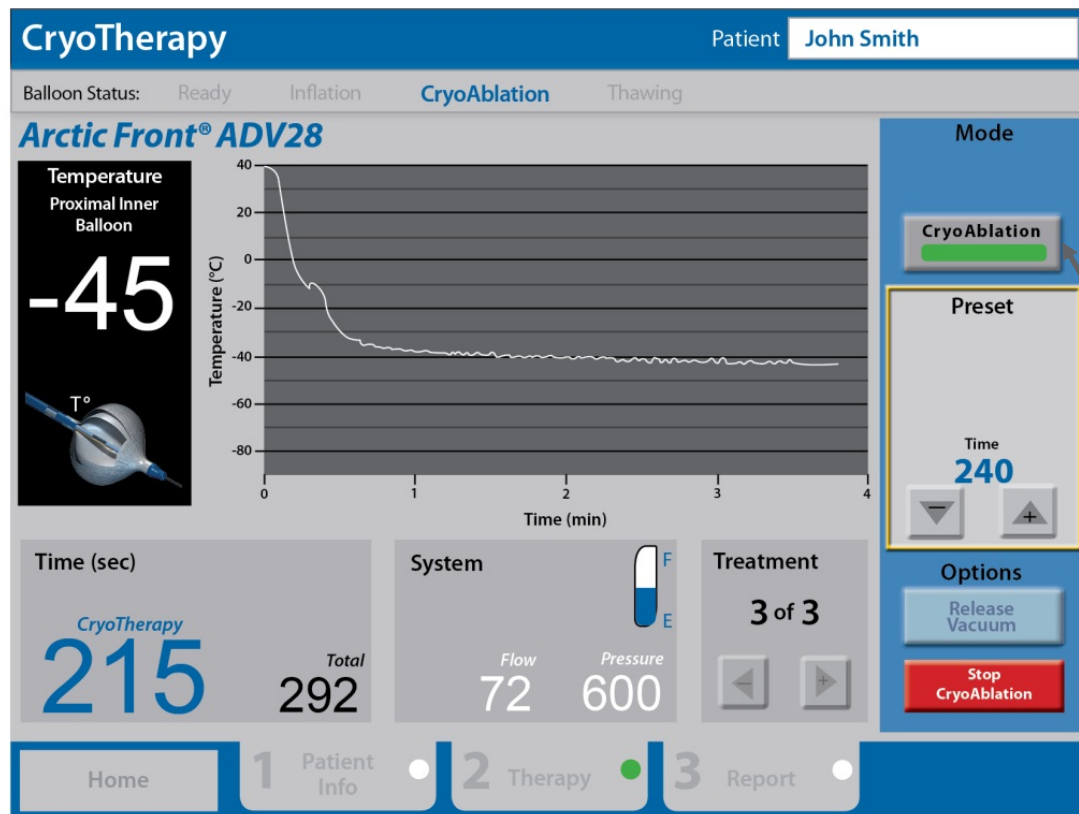 CryoTherapy
Patient John Smith
Balloon Status: Ready Inflation CryoAblation Thawing
Arctic Front® ADV28
Temperature
Proximal Inner
Balloon
-45
T°
Temperature (°C)
40
20
0
-20
-40
-60
-80
0 1 2 3 4
Time (min)
Mode
CryoAblation
Preset
Time
240
− +
Time (sec)
CryoTherapy
215
Total
292
System
F
E
Flow
72
Pressure
600
Treatment
3 of 3
− +
Options
Release
Vacuum
Stop
CryoAblation
Home
1 Patient
Info
2 Therapy
3 Report